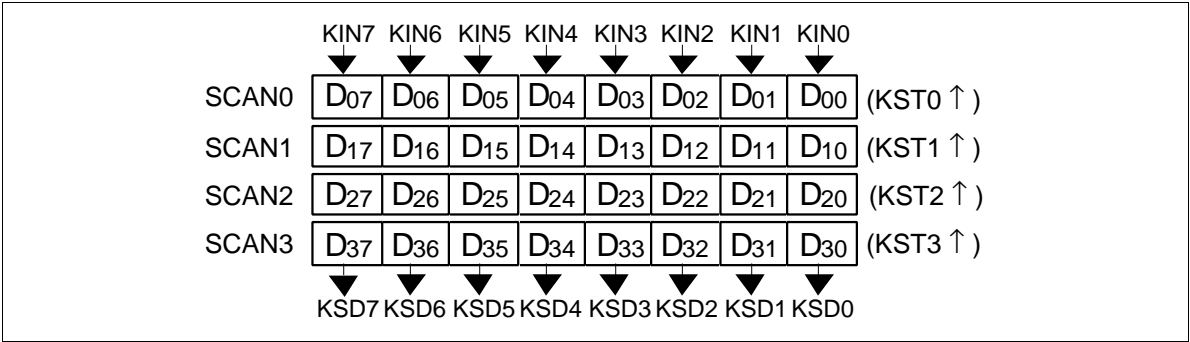 KIN7 KIN6 KIN5 KIN4 KIN3 KIN2 KIN1 KIN0
SCAN0 D07 D06 D05 D04 D03 D02 D01 D00 (KST0 ↑ )
SCAN1 D17 D16 D15 D14 D13 D12 D11 D10 (KST1 ↑ )
SCAN2 D27 D26 D25 D24 D23 D22 D21 D20 (KST2 ↑ )
SCAN3 D37 D36 D35 D34 D33 D32 D31 D30 (KST3 ↑ )
KSD7 KSD6 KSD5 KSD4 KSD3 KSD2 KSD1 KSD0